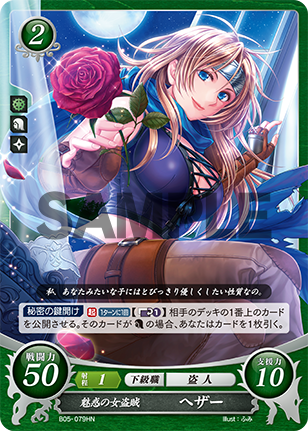 2
SAMPLE
私、あなたみたいな子にはとびっきり優しくしたい性質なの。
秘密の鍵開け 起 1ターンに1回 相手のデッキの1番上のカード
を公開させる。そのカードが の場合、あなたはカードを1枚引く。
戦闘力
50
射程 1 下級職 盗人
支援力
10
魅惑の女盗賊 ヘザー
B05-079HN
Illust:ふみ